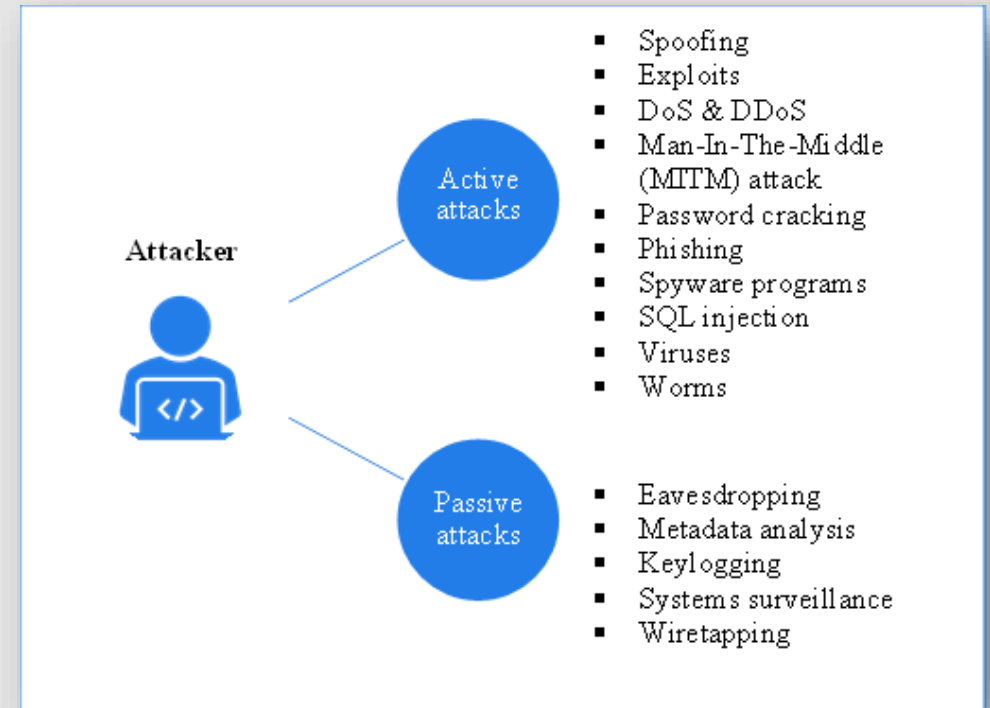 Attacker
</>
Active
attacks
▪ Spoofing
▪ Exploits
▪ DoS & DDoS
▪ Man-In-The-Middle
(MITM) attack
▪ Password cracking
▪ Phishing
▪ Spyware programs
▪ SQL injection
▪ Viruses
▪ Worms
Passive
attacks
▪ Eavesdropping
▪ Metadata analysis
▪ Keylogging
▪ Systems surveillance
▪ Wiretapping